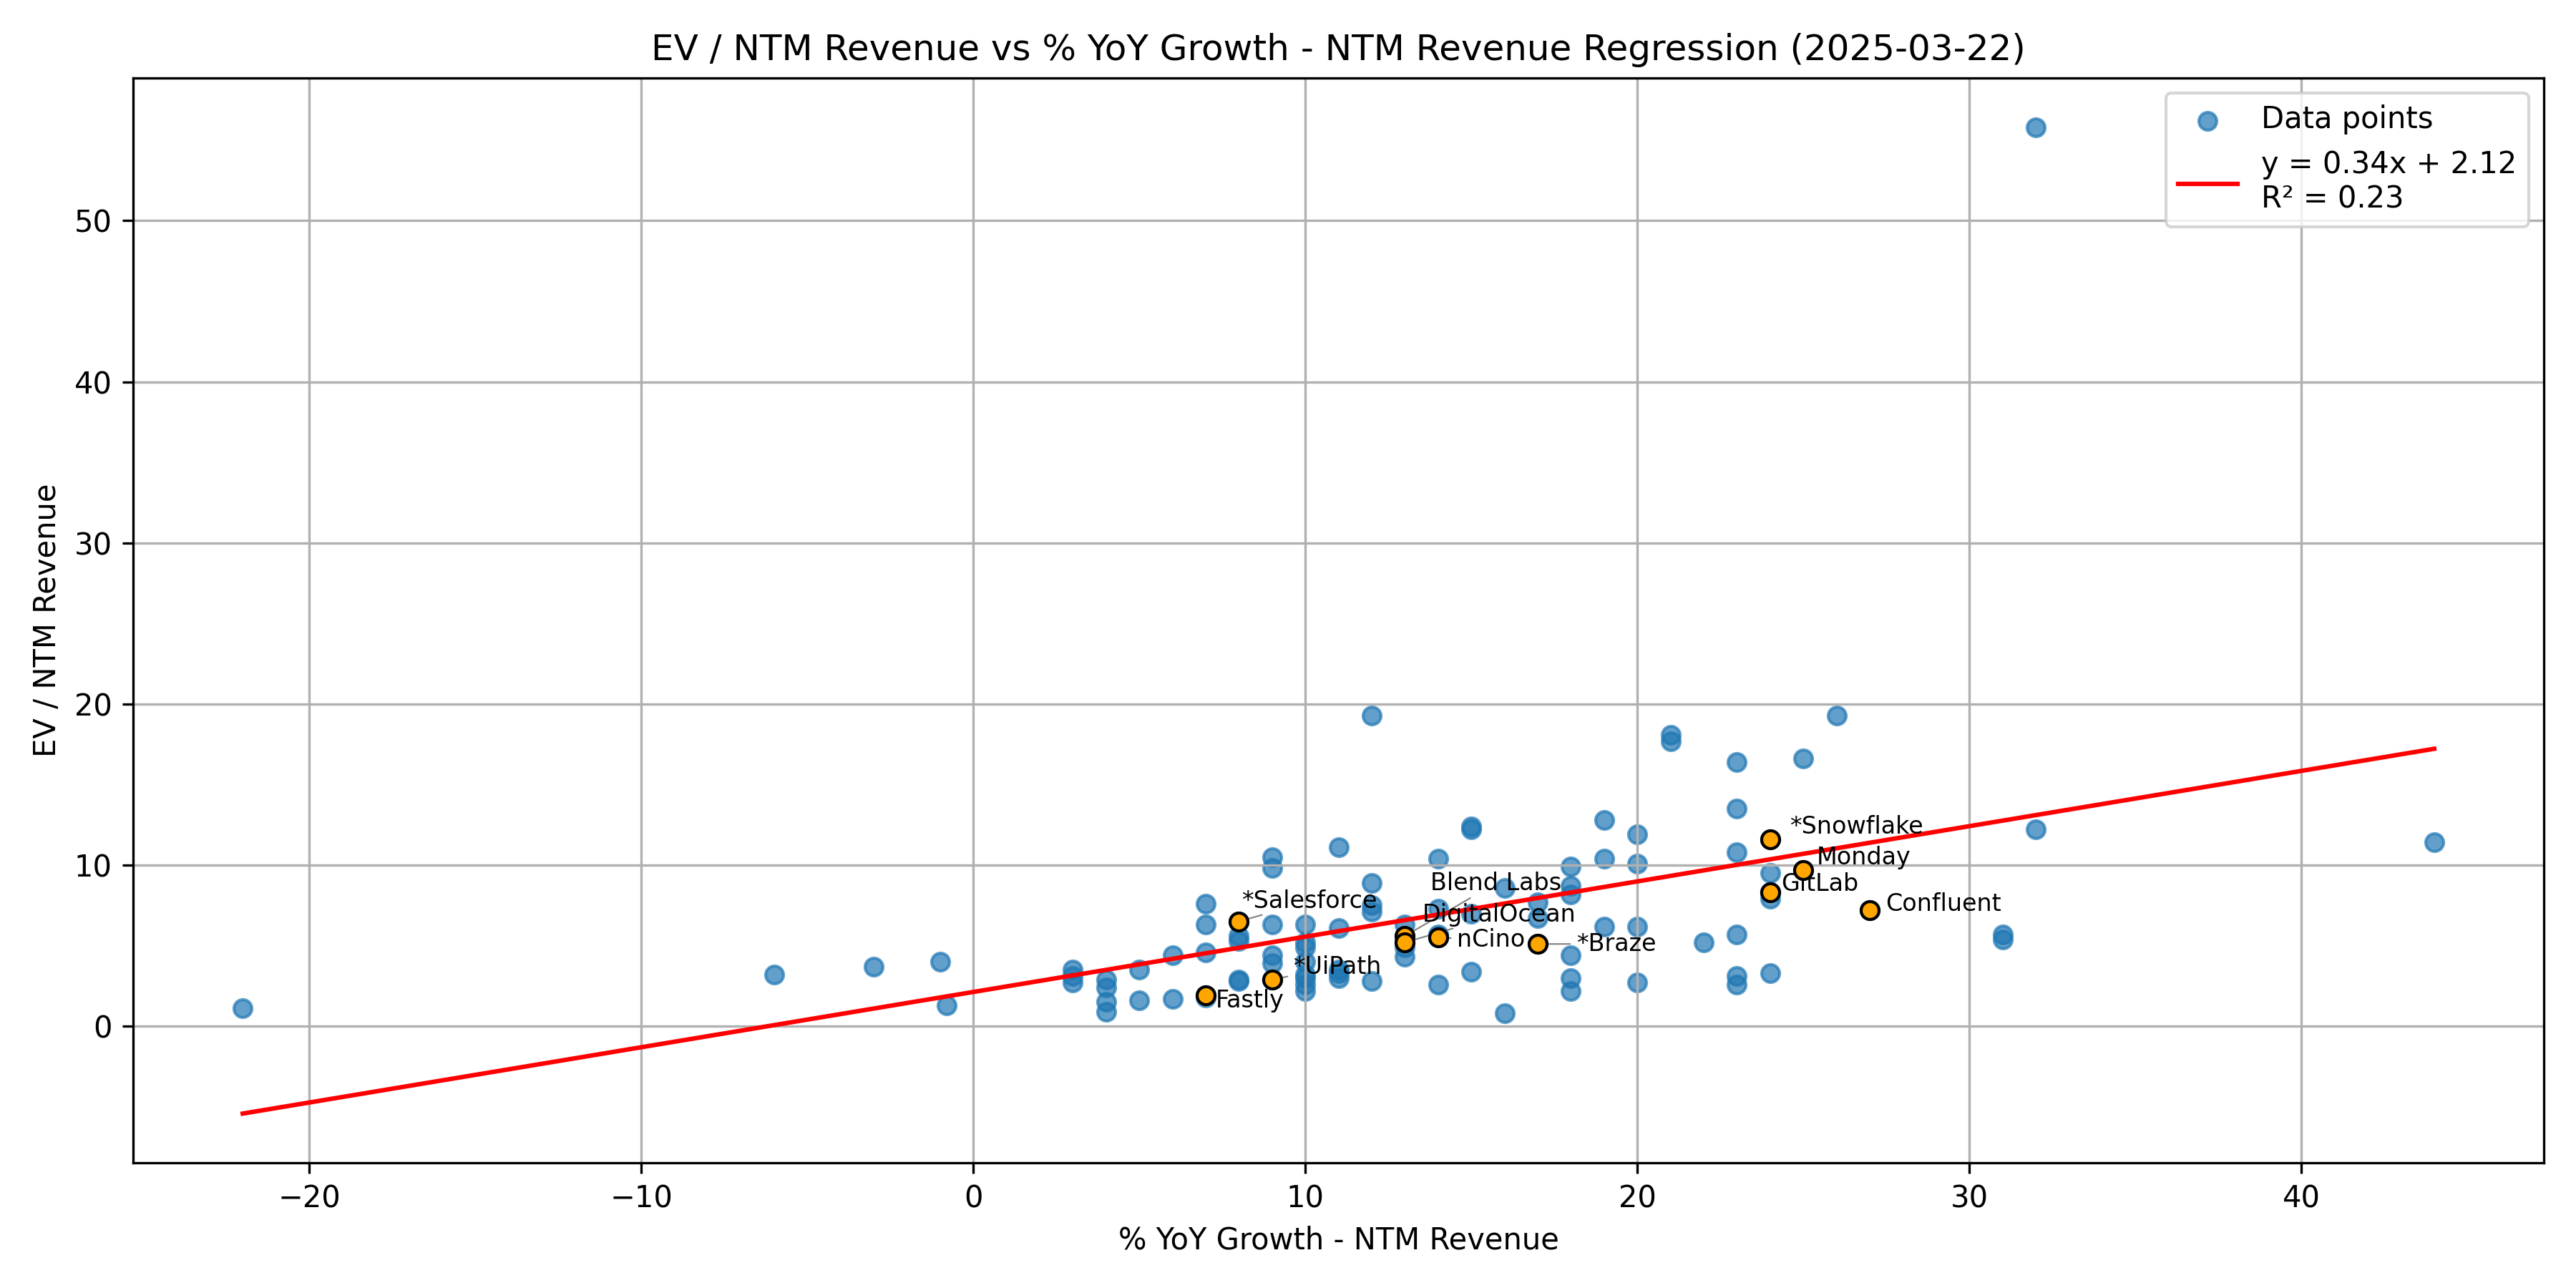 EV / NTM Revenue vs % YoY Growth - NTM Revenue Regression (2025-03-22)
Data points
y = 0.34x + 2.12
R² = 0.23
50
40
30
20
10
0
EV / NTM Revenue
*Snowflake
Monday
GitLab
Confluent
Blend Labs
*Salesforce
DigitalOcean
nCino
*Braze
*UiPath
Fastly
−20
−10
0
10
20
30
40
% YoY Growth - NTM Revenue